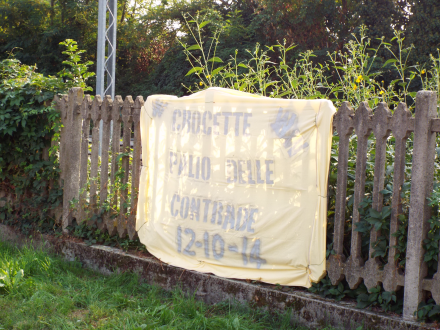 CROCETTE
PALIO DELLE
CONTRADE
12-10-14